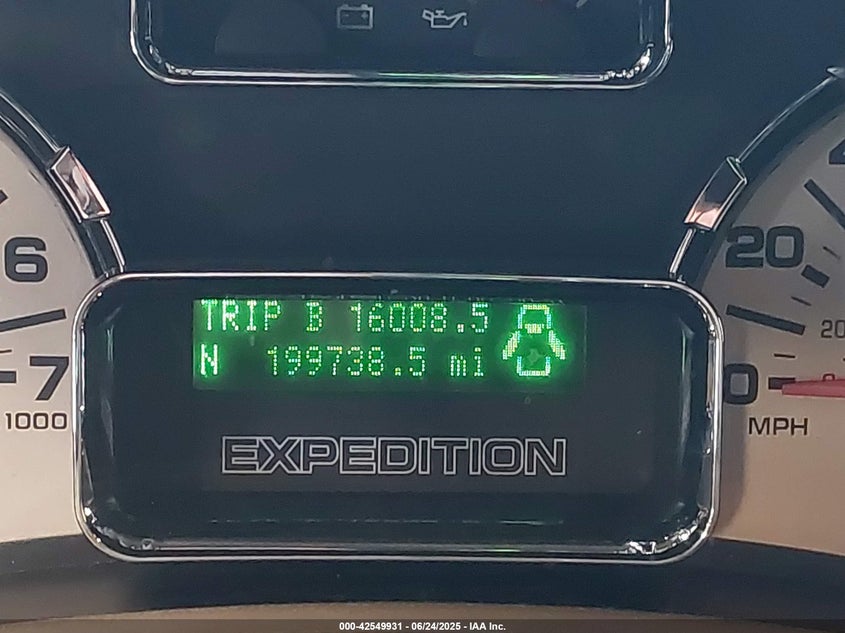 6
7
1000
TRIP B 16008.5
N 199738.5 mi
EXPEDITION
20
20
0
MPH
000-42549931 - 06/24/2025 - IAA Inc.